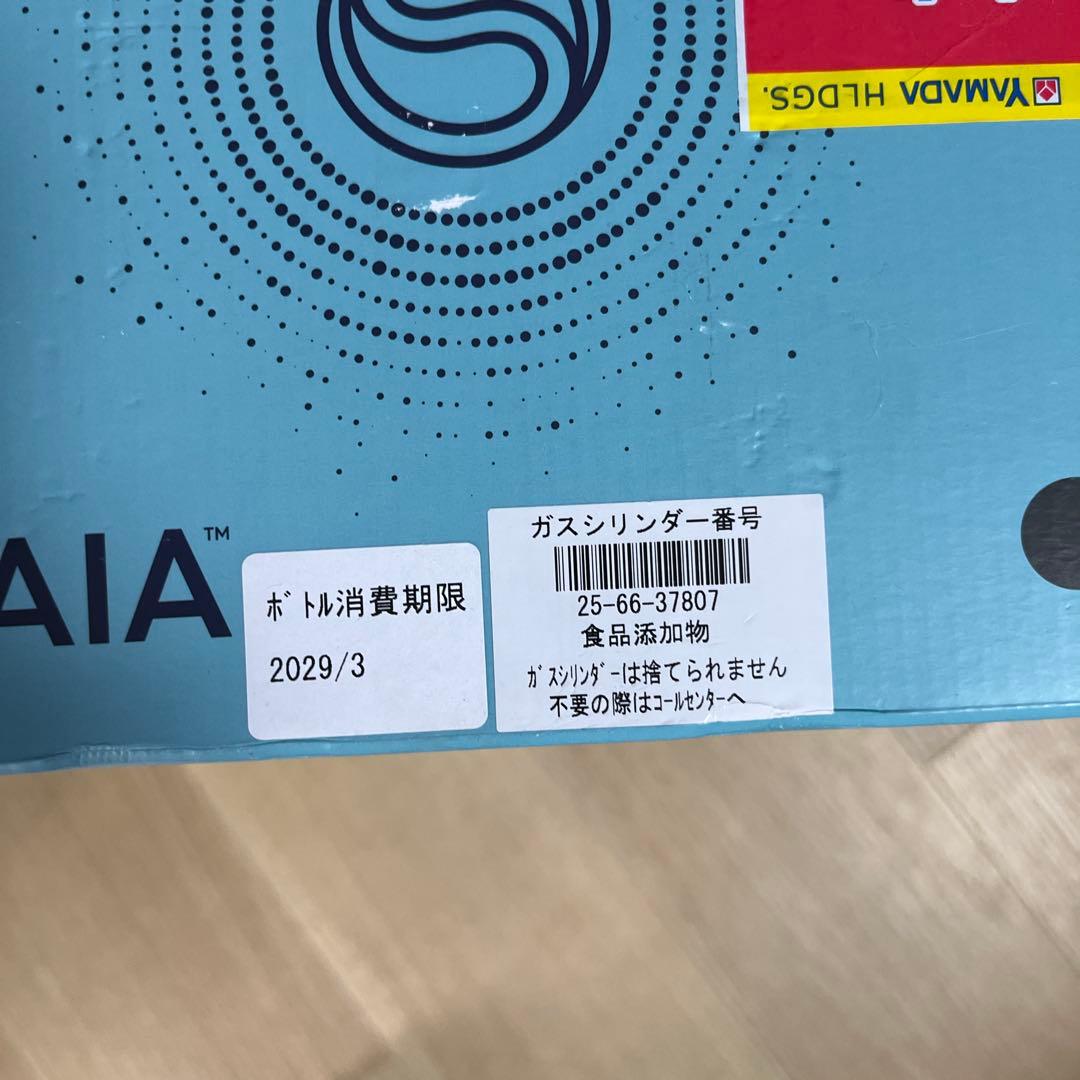 YAMADA HLDGS.
AIA™
ボトル消費期限
2029/3
ガスシリンダー番号
25-66-37807
食品添加物
ガスシリンダーは捨てられません
不要の際はコールセンターへ